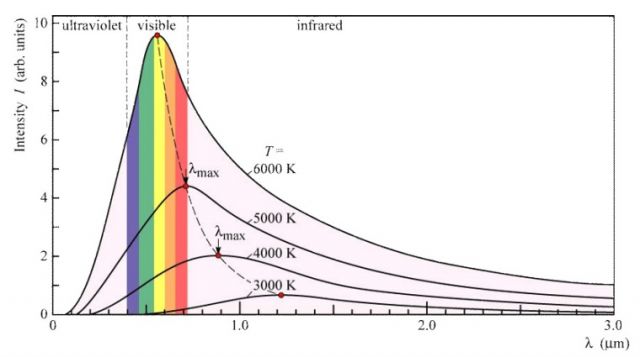 ultraviolet visible infrared
10
8
6
4
2
0
Intensity I (arb. units)
T =
6000 K
λmax
5000 K
λmax
4000 K
3000 K
0 1.0 2.0 3.0
λ (μm)